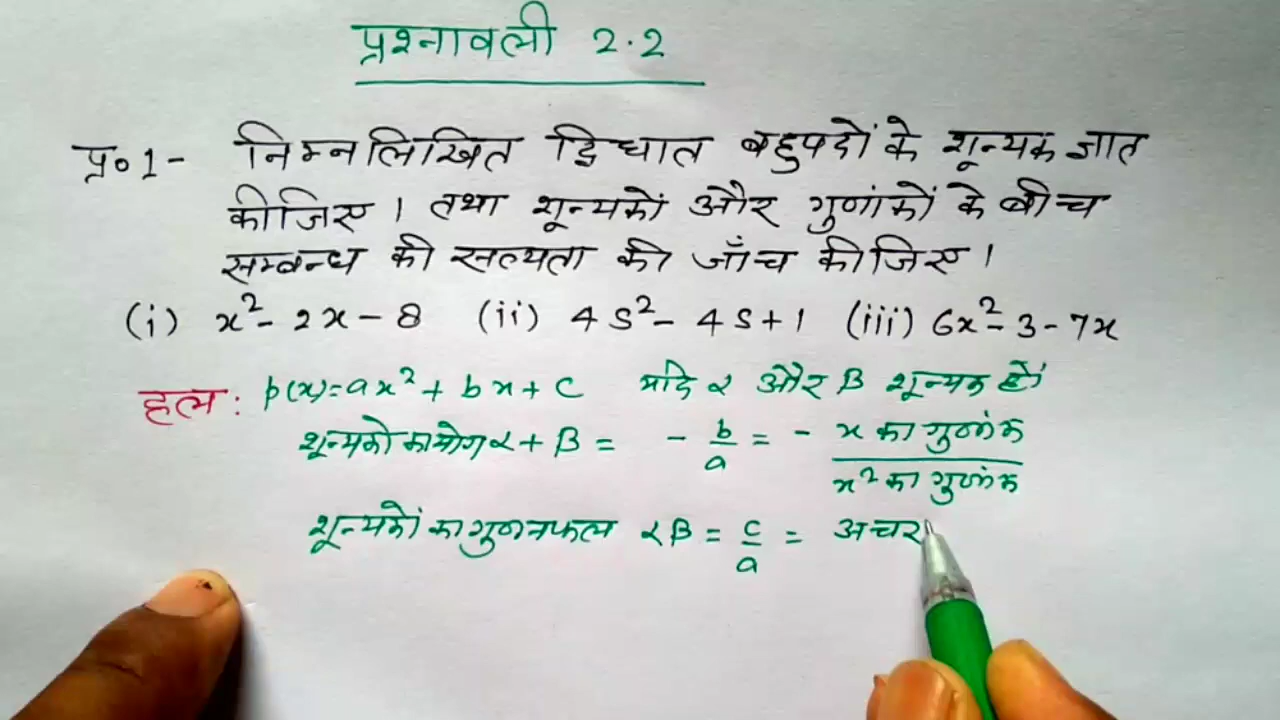 प्रश्नावली 2.2
प्र० 1- निम्नलिखित द्विघात बहुपदों के शून्यक ज्ञात
कीजिए । तथा शून्यकों और गुणांकों के बीच
सम्बन्ध की सत्यता की जाँच कीजिए ।
(i) x²- 2x - 8 (ii) 4s²- 4s+1 (iii) 6x²- 3 - 7x
हल : p(x)=ax²+ bx+ c यदि α और β शून्यक हों
शून्यकों का योग α+ β = - b/a = - x का गुणांक / x² का गुणांक
शून्यकों का गुणनफल αβ = c/a = अचर